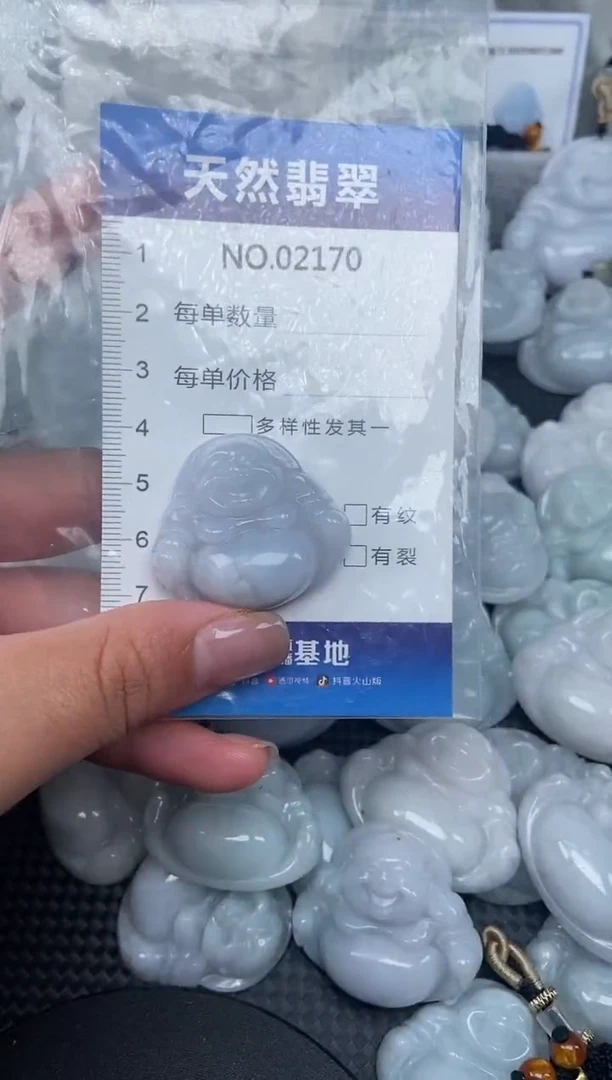 天然翡翠
1
NO.02170
2
每单数量
3
每单价格
4
多样性发其一
5
有纹
6
有裂
7
基地
抖音火山版